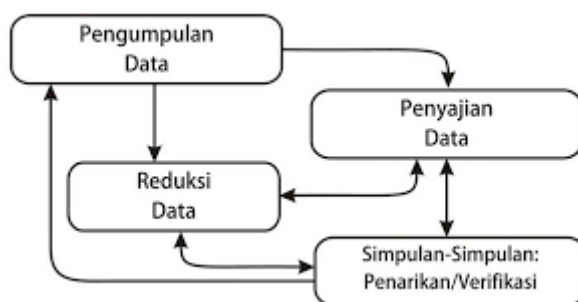 Pengumpulan
Data
Penyajian
Data
Reduksi
Data
Simpulan-Simpulan:
Penarikan/Verifikasi